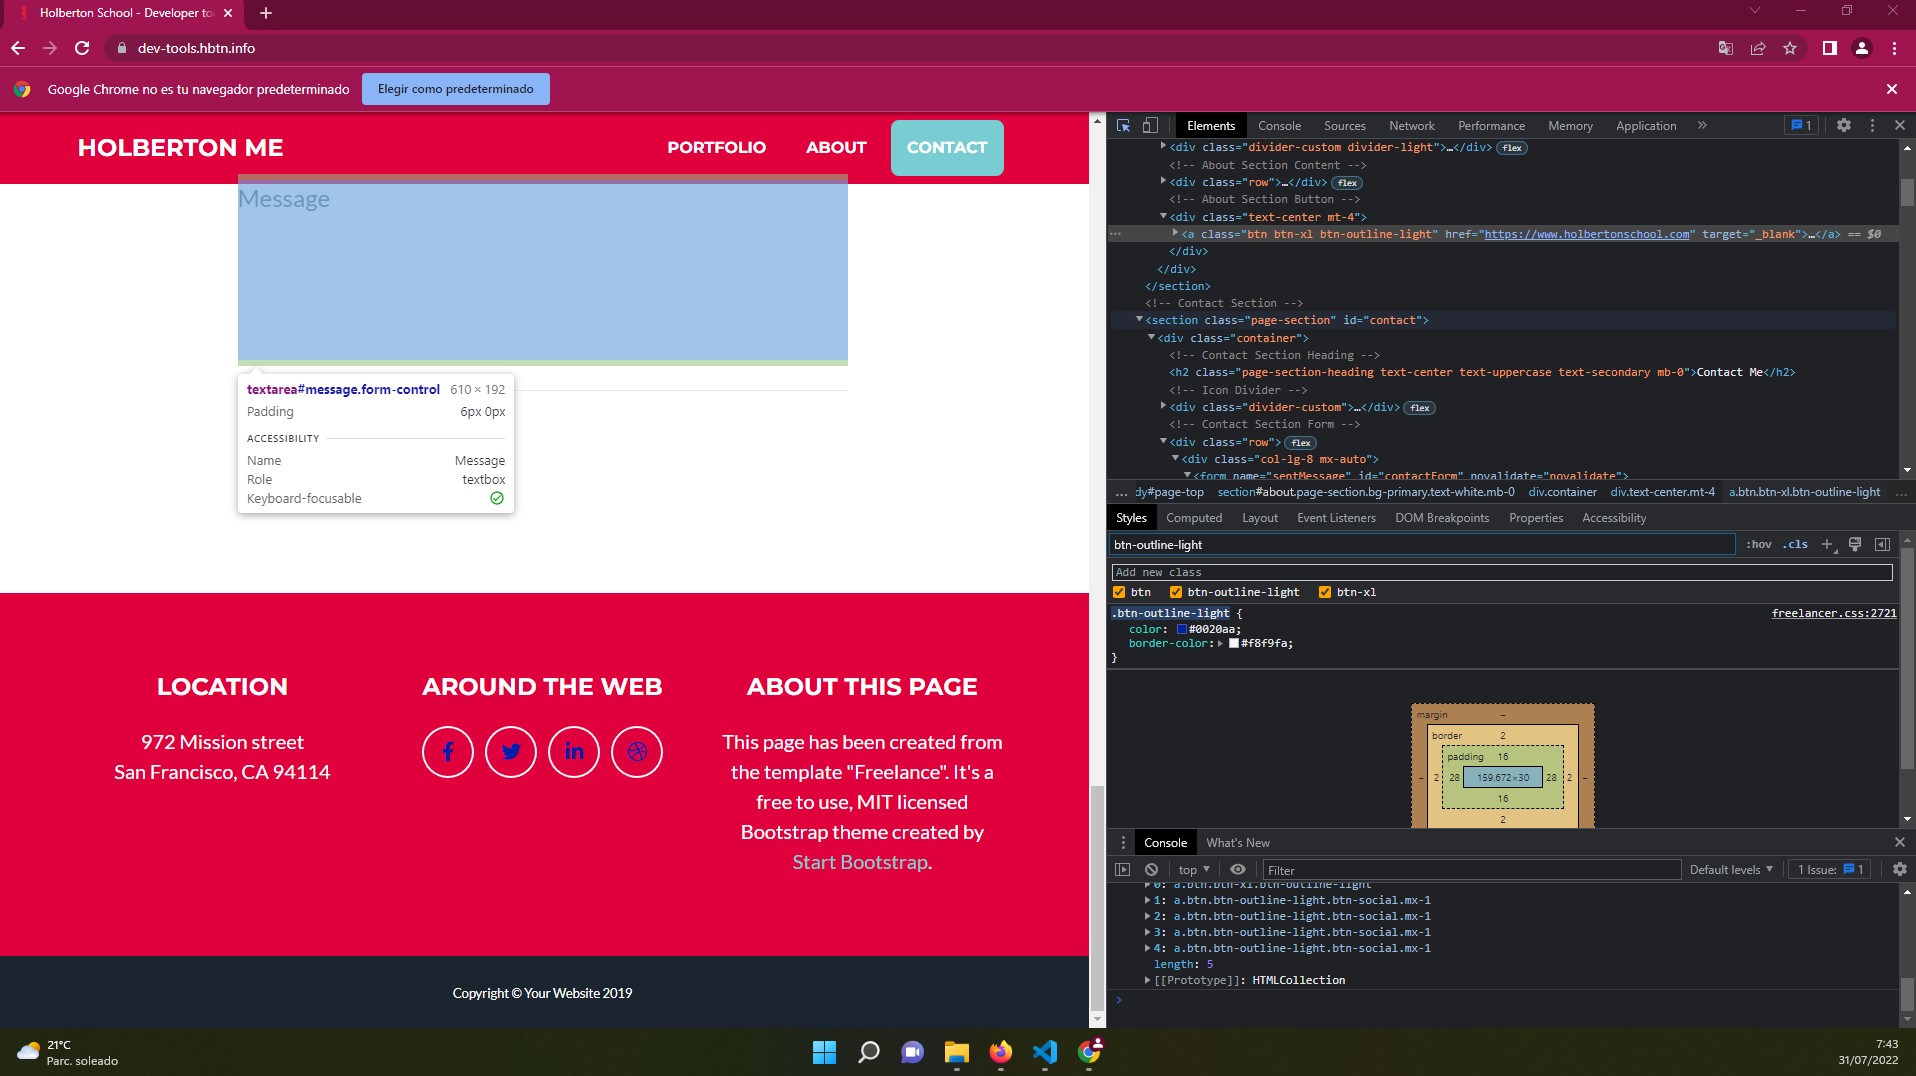 Holberton School - Developer to
dev-tools.hbtn.info
Google Chrome no es tu navegador predeterminado
Elegir como predeterminado
HOLBERTON ME
PORTFOLIO
ABOUT
CONTACT
Message
textarea#message.form-control 610 × 192
Padding 6px 0px
ACCESSIBILITY
Name Message
Role textbox
Keyboard-focusable
LOCATION
972 Mission street
San Francisco, CA 94114
AROUND THE WEB
ABOUT THIS PAGE
This page has been created from
the template "Freelance". It's a
free to use, MIT licensed
Bootstrap theme created by
Start Bootstrap.
Copyright © Your Website 2019
Elements Console Sources Network Performance Memory Application » 1
<div class="divider-custom divider-light">…</div> flex
<!-- About Section Content -->
<div class="row">…</div> flex
<!-- About Section Button -->
<div class="text-center mt-4">
<a class="btn btn-xl btn-outline-light" href="https://www.holbertonschool.com" target="_blank">…</a> == $0
</div>
</div>
</section>
<!-- Contact Section -->
<section class="page-section" id="contact">
<div class="container">
<!-- Contact Section Heading -->
<h2 class="page-section-heading text-center text-uppercase text-secondary mb-0">Contact Me</h2>
<!-- Icon Divider -->
<div class="divider-custom">…</div> flex
<!-- Contact Section Form -->
<div class="row"> flex
<div class="col-lg-8 mx-auto">
<form name="sentMessage" id="contactForm" novalidate="novalidate">
... dy#page-top section#about.page-section.bg-primary.text-white.mb-0 div.container div.text-center.mt-4 a.btn.btn-xl.btn-outline-light ...
Styles Computed Layout Event Listeners DOM Breakpoints Properties Accessibility
btn-outline-light :hov .cls +
Add new class
btn btn-outline-light btn-xl
.btn-outline-light { freelancer.css:2721
color: #0020aa;
border-color: #f8f9fa;
}
margin –
border 2
padding 16
– 2 28 159.672×30 28 2 –
16
2
Console What's New
top Filter Default levels 1 Issue: 1
0: a.btn.btn-xl.btn-outline-light
1: a.btn.btn-outline-light.btn-social.mx-1
2: a.btn.btn-outline-light.btn-social.mx-1
3: a.btn.btn-outline-light.btn-social.mx-1
4: a.btn.btn-outline-light.btn-social.mx-1
length: 5
[[Prototype]]: HTMLCollection
21°C
Parc. soleado
7:43
31/07/2022